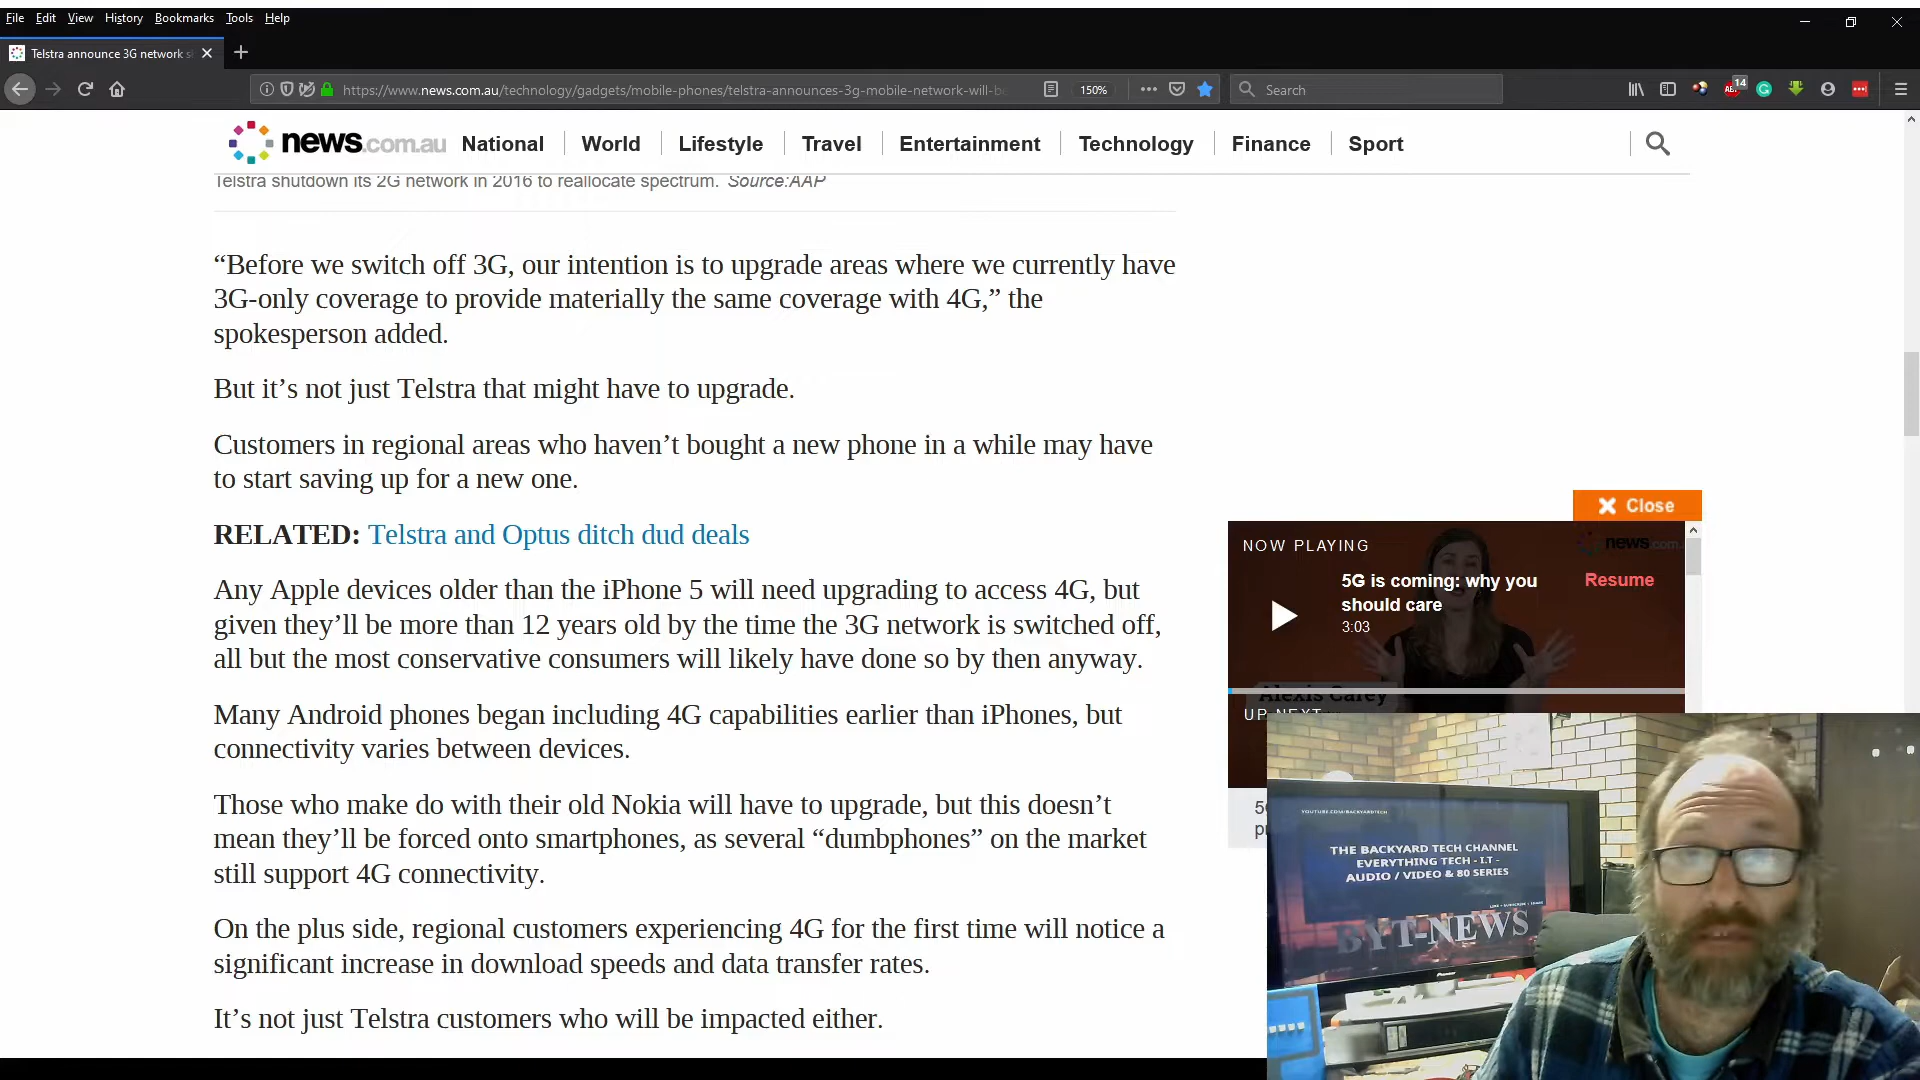 File Edit View History Bookmarks Tools Help
Telstra announce 3G network s
https://www.news.com.au/technology/gadgets/mobile-phones/telstra-announces-3g-mobile-network-will-be
150%
Search
14
news.com.au National World Lifestyle Travel Entertainment Technology Finance Sport
Telstra shutdown its 2G network in 2016 to reallocate spectrum. Source:AAP
“Before we switch off 3G, our intention is to upgrade areas where we currently have
3G-only coverage to provide materially the same coverage with 4G,” the
spokesperson added.
But it’s not just Telstra that might have to upgrade.
Customers in regional areas who haven’t bought a new phone in a while may have
to start saving up for a new one.
RELATED: Telstra and Optus ditch dud deals
Any Apple devices older than the iPhone 5 will need upgrading to access 4G, but
given they’ll be more than 12 years old by the time the 3G network is switched off,
all but the most conservative consumers will likely have done so by then anyway.
Many Android phones began including 4G capabilities earlier than iPhones, but
connectivity varies between devices.
Those who make do with their old Nokia will have to upgrade, but this doesn’t
mean they’ll be forced onto smartphones, as several “dumbphones” on the market
still support 4G connectivity.
On the plus side, regional customers experiencing 4G for the first time will notice a
significant increase in download speeds and data transfer rates.
It’s not just Telstra customers who will be impacted either.
Close
NOW PLAYING
news.com
5G is coming: why you
should care
3:03
Resume
Alexis Carey
UP NEXT
YOUTUBE.COM/BACKYARDTECH
THE BACKYARD TECH CHANNEL
EVERYTHING TECH - I.T -
AUDIO / VIDEO & 80 SERIES
BYT-NEWS
Pioneer